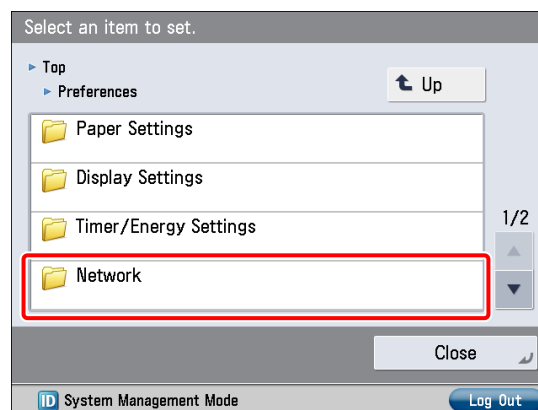 Select an item to set.
▶ Top
▶ Preferences
Up
Paper Settings
Display Settings
Timer/Energy Settings
1/2
Network
Close
ID System Management Mode
Log Out